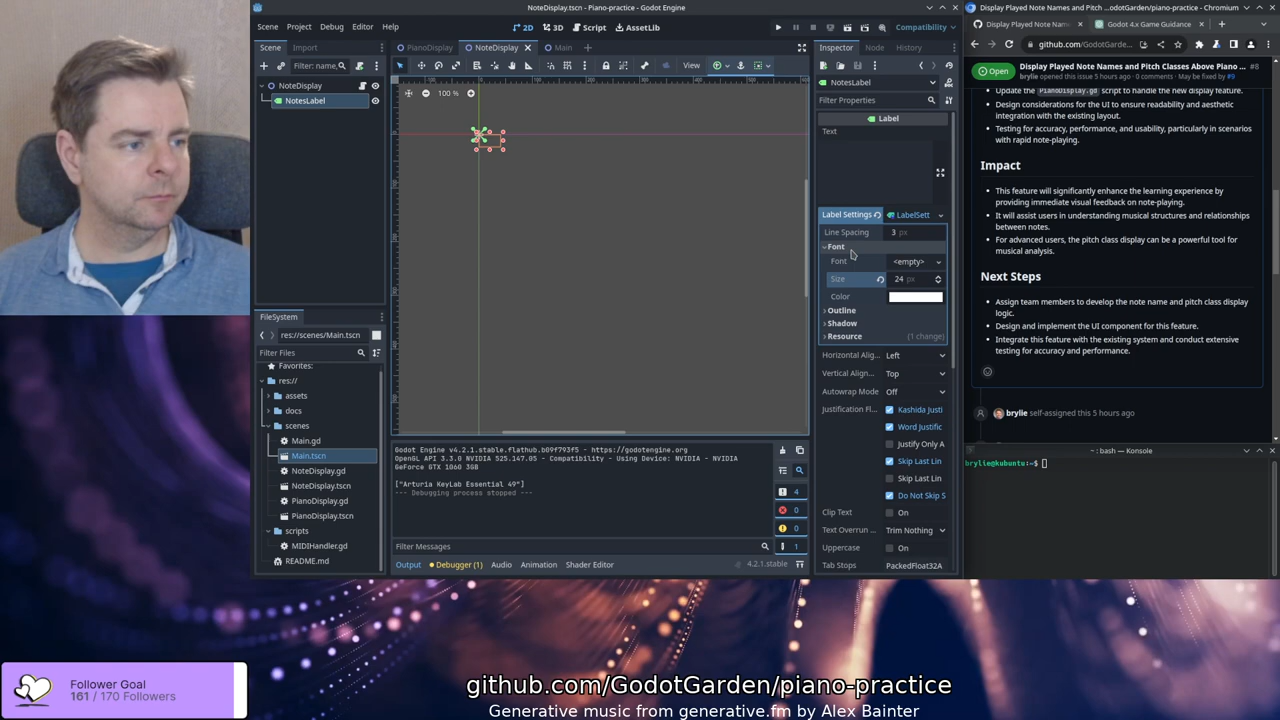 NoteDisplay.tscn - Piano-practice - Godot Engine
Scene Project Debug Editor Help
2D 3D Script AssetLib
Compatibility
Scene Import
Filter: name,
NoteDisplay
NotesLabel
PianoDisplay NoteDisplay Main
View
100 %
FileSystem
res://scenes/Main.tscn
Filter Files
Favorites:
res://
assets
docs
scenes
Main.gd
Main.tscn
NoteDisplay.gd
NoteDisplay.tscn
PianoDisplay.gd
PianoDisplay.tscn
scripts
MIDIHandler.gd
README.md
Godot Engine v4.2.1.stable.flathub.b09f793f5 - https://godotengine.org
OpenGL API 3.3.0 NVIDIA 525.147.05 - Compatibility - Using Device: NVIDIA - NVIDIA
GeForce GTX 1060 3GB
["Arturia KeyLab Essential 49"]
--- Debugging process stopped ---
4
0
0
1
Filter Messages
Output Debugger (1) Audio Animation Shader Editor
4.2.1.stable
Inspector Node History
NotesLabel
Filter Properties
Label
Text
Label Settings LabelSett
Line Spacing 3 px
Font
Font <empty>
Size 24 px
Color
Outline
Shadow
Resource (1 change)
Horizontal Alig... Left
Vertical Align... Top
Autowrap Mode Off
Justification Fl... Kashida Justi
Word Justific
Justify Only A
Skip Last Lin
Skip Last Lin
Do Not Skip S
Clip Text On
Text Overrun ... Trim Nothing
Uppercase On
Tab Stops PackedFloat32A
Display Played Note Names and Pitch ...odotGarden/piano-practice - Chromium
Display Played Note Nam Godot 4.x Game Guidance
github.com/GodotGarde...
Open
Display Played Note Names and Pitch Classes Above Piano ... #8
brylie opened this issue 5 hours ago · 0 comments · May be fixed by #9
Update the PianoDisplay.gd script to handle the new display feature.
Design considerations for the UI to ensure readability and aesthetic
integration with the existing layout.
Testing for accuracy, performance, and usability, particularly in scenarios
with rapid note-playing.
Impact
This feature will significantly enhance the learning experience by
providing immediate visual feedback on note-playing.
It will assist users in understanding musical structures and relationships
between notes.
For advanced users, the pitch class display can be a powerful tool for
musical analysis.
Next Steps
Assign team members to develop the note name and pitch class display
logic.
Design and implement the UI component for this feature.
Integrate this feature with the existing system and conduct extensive
testing for accuracy and performance.
brylie self-assigned this 5 hours ago
~ : bash — Konsole
brylie@kubuntu:~$
Follower Goal
161 / 170 Followers
github.com/GodotGarden/piano-practice
Generative music from generative.fm by Alex Bainter